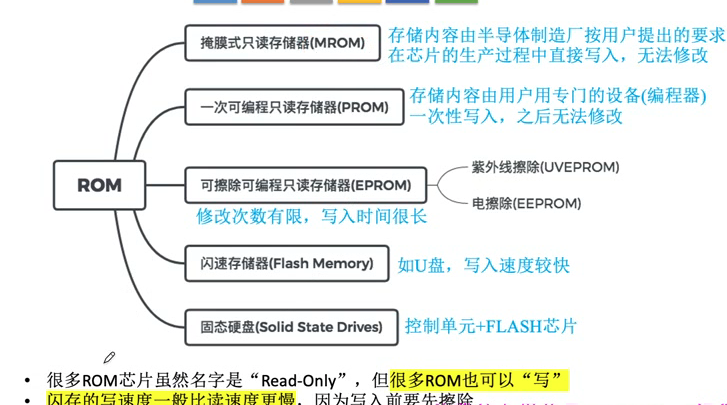 掩膜式只读存储器(MROM)
存储内容由半导体制造厂按用户提出的要求
在芯片的生产过程中直接写入，无法修改
一次可编程只读存储器(PROM)
存储内容由用户用专门的设备(编程器)
一次性写入，之后无法修改
ROM
可擦除可编程只读存储器(EPROM)
紫外线擦除(UVEPROM)
电擦除(EEPROM)
修改次数有限，写入时间很长
闪速存储器(Flash Memory)
如U盘，写入速度较快
固态硬盘(Solid State Drives)
控制单元+FLASH芯片
• 很多ROM芯片虽然名字是“Read-Only”，但很多ROM也可以“写”
• 闪存的写速度一般比读速度更慢，因为写入前要先擦除